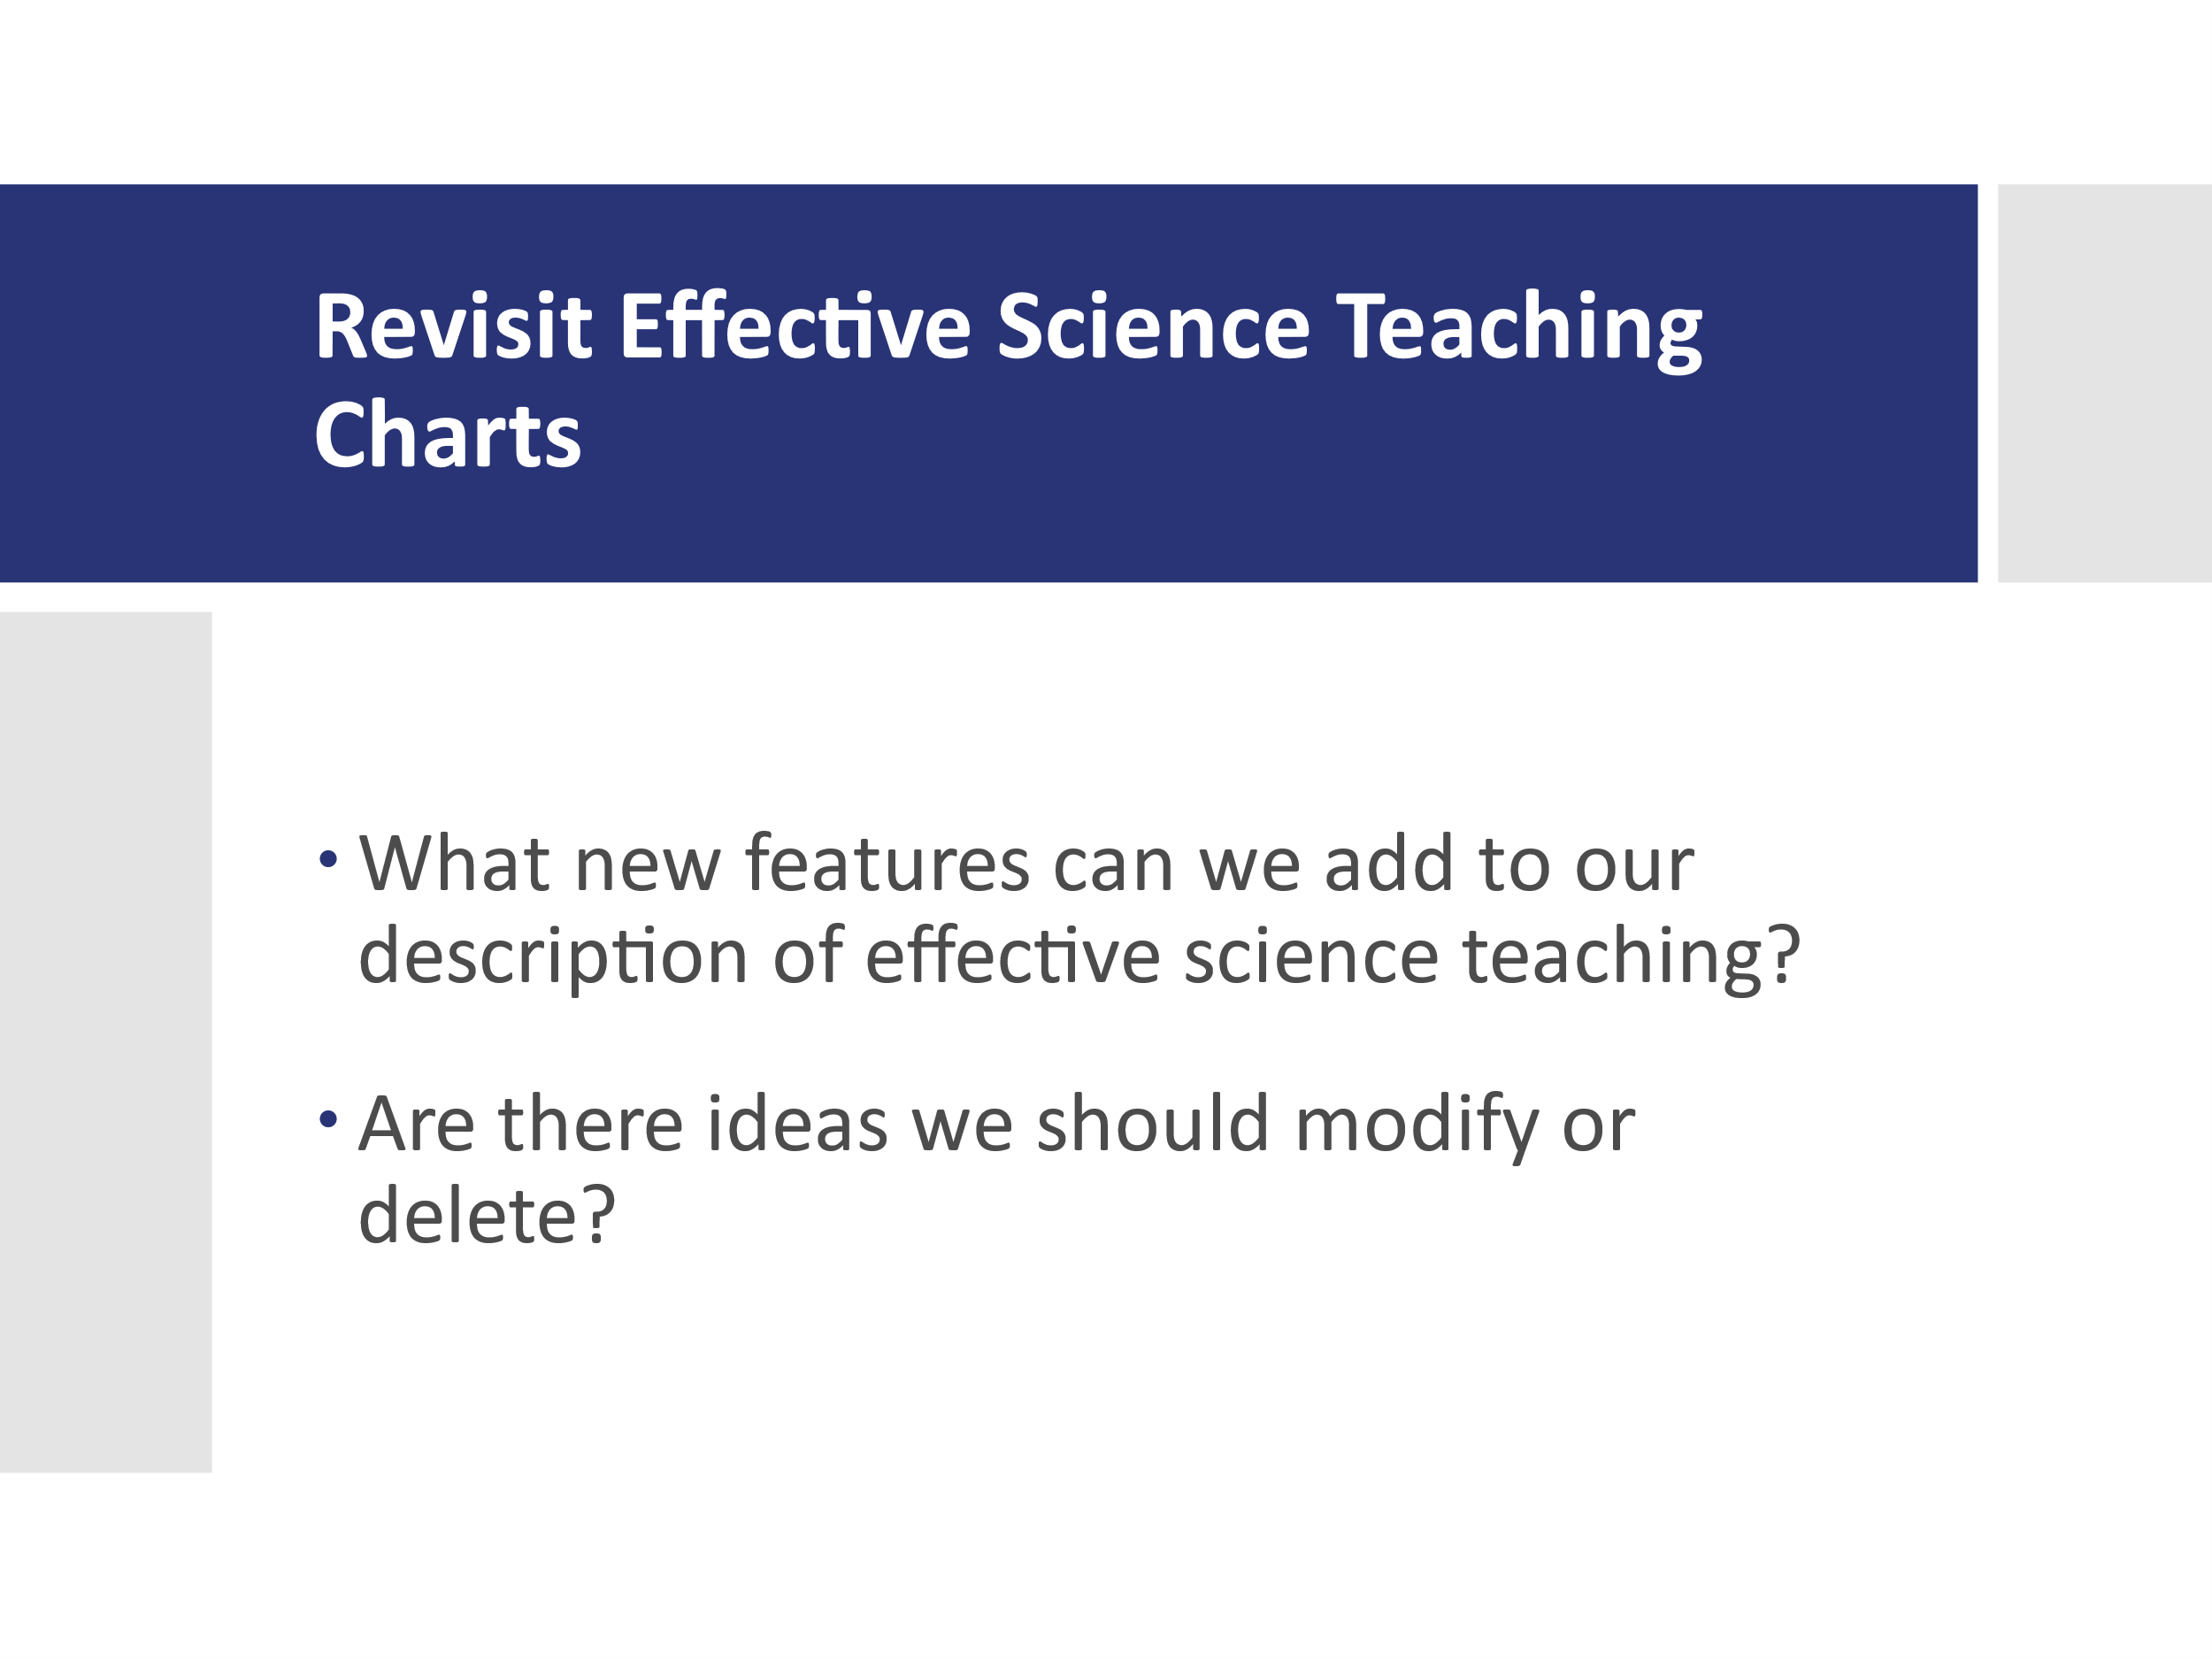 Revisit Effective Science Teaching
Charts
• What new features can we add to our
description of effective science teaching?
• Are there ideas we should modify or
delete?